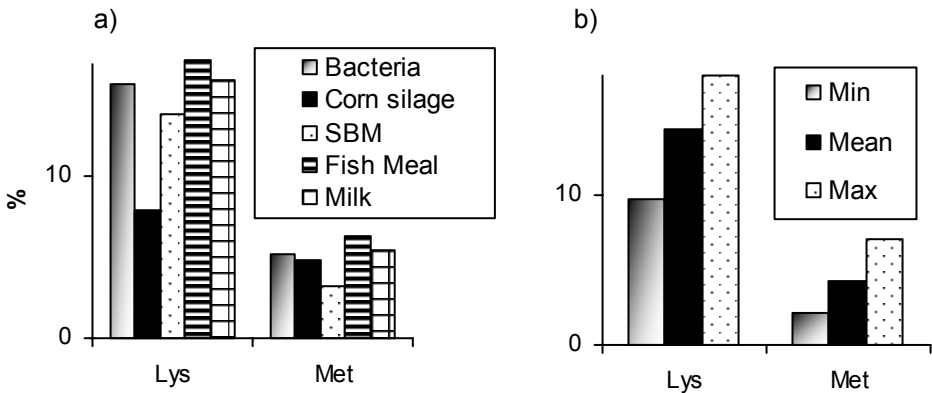 a)
%
10
0
Bacteria
Corn silage
SBM
Fish Meal
Milk
Lys
Met
b)
10
0
Min
Mean
Max
Lys
Met